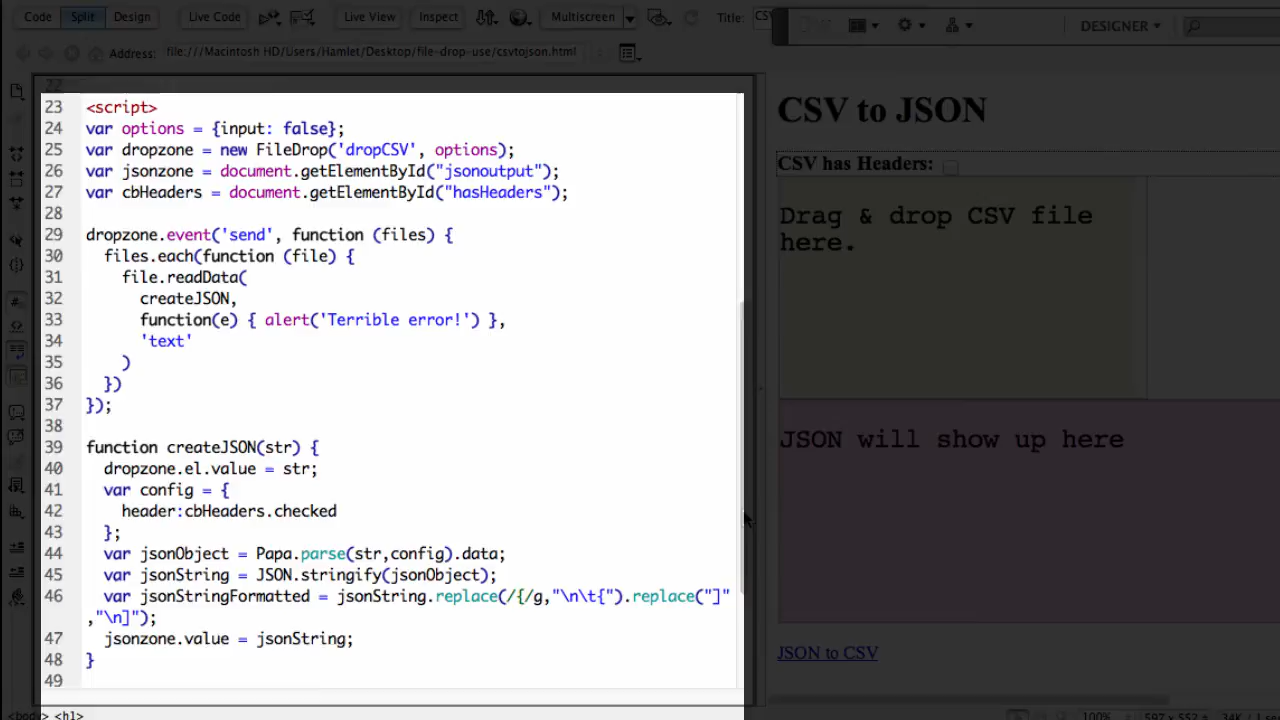 Code Split Design Live Code Live View Inspect Multiscreen Title: CS DESIGNER
Address: file:///Macintosh HD/Users/Hamlet/Desktop/file-drop-use/csvtojson.html
22
23 <script>
24 var options = {input: false};
25 var dropzone = new FileDrop('dropCSV', options);
26 var jsonzone = document.getElementById("jsonoutput");
27 var cbHeaders = document.getElementById("hasHeaders");
28
29 dropzone.event('send', function (files) {
30 files.each(function (file) {
31 file.readData(
32 createJSON,
33 function(e) { alert('Terrible error!') },
34 'text'
35 )
36 })
37 });
38
39 function createJSON(str) {
40 dropzone.el.value = str;
41 var config = {
42 header:cbHeaders.checked
43 };
44 var jsonObject = Papa.parse(str,config).data;
45 var jsonString = JSON.stringify(jsonObject);
46 var jsonStringFormatted = jsonString.replace(/{/g,"\n\t{").replace("]"
,"\n]");
47 jsonzone.value = jsonString;
48 }
49
<body> <h1>
CSV to JSON
CSV has Headers:
Drag & drop CSV file
here.
JSON will show up here
JSON to CSV
100% 597 x 552 34K